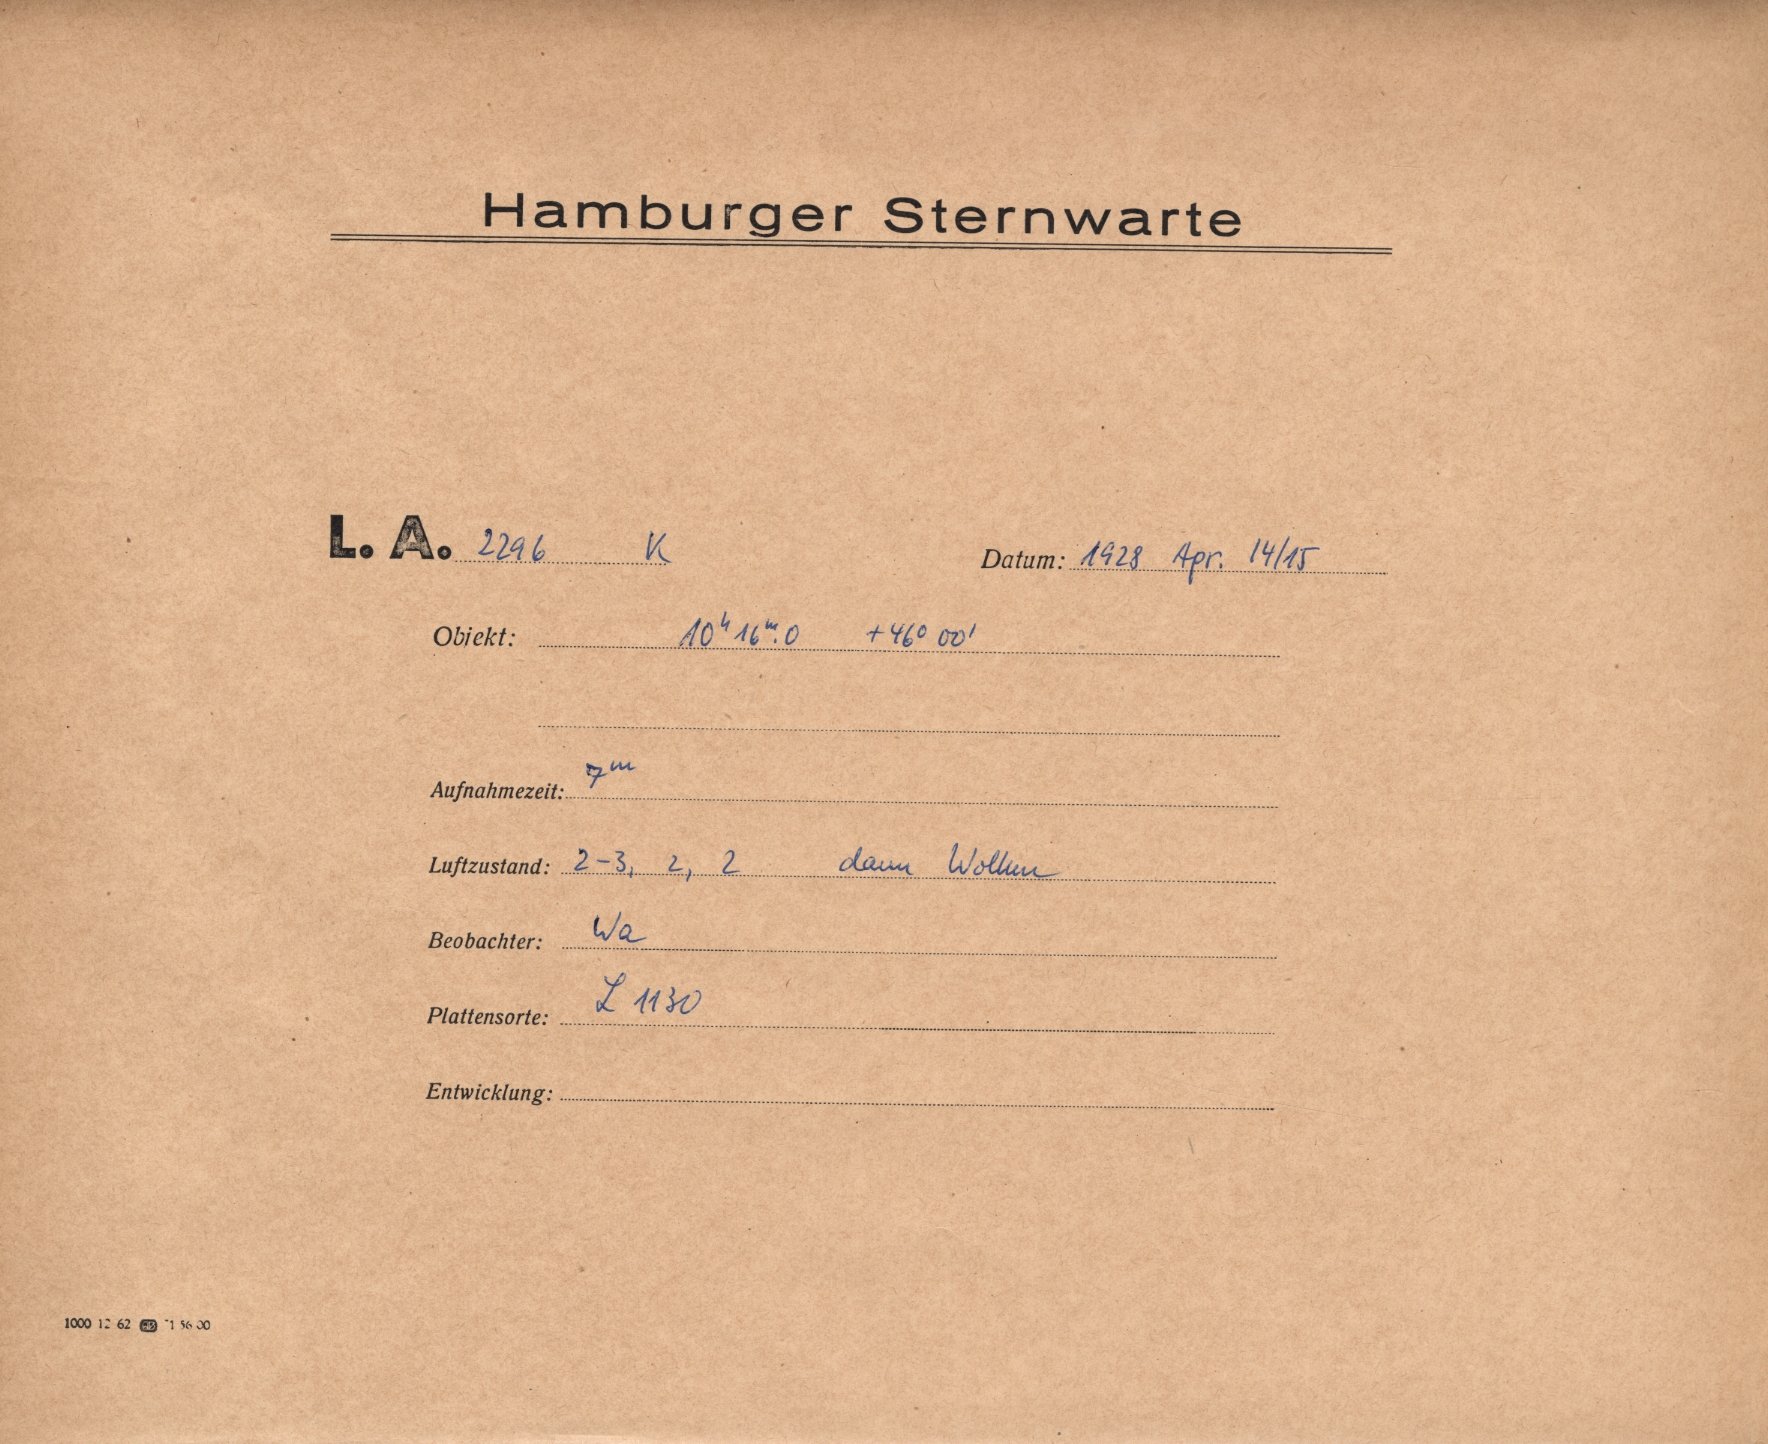 Hamburger Sternwarte
L. A. 2296 K Datum: 1928 Apr. 14/15
Objekt: 10ʰ 16ᵐ.0 +46° 00'
Aufnahmezeit: 7ᵐ
Luftzustand: 2-3, 2, 2 dann Wolken
Beobachter: Wa
Plattensorte: L 1130
Entwicklung:
1000 12 62